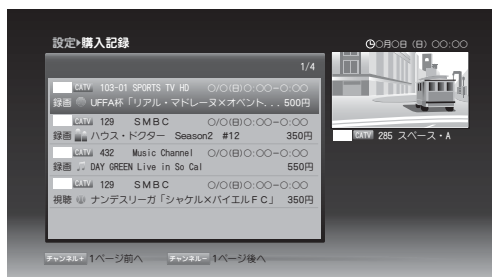 設定▶購入記録
○月○日 (日) ○○:○○
1/4
CATV 103-01 SPORTS TV HD ○/○(日)○:○○−○:○○
録画 UFFA杯「リアル・マドレーヌ×オベント... 500円
CATV 129 SMBC ○/○(日)○:○○−○:○○
録画 ハウス・ドクター Season2 #12 350円
CATV 432 Music Channel ○/○(日)○:○○−○:○○
録画 DAY GREEN Live in So Cal 550円
CATV 129 SMBC ○/○(日)○:○○−○:○○
視聴 ナンデスリーガ「シャケル×バイエルFC」 350円
CATV 285 スペース・A
チャンネル+ 1ページ前へ チャンネル− 1ページ後へ